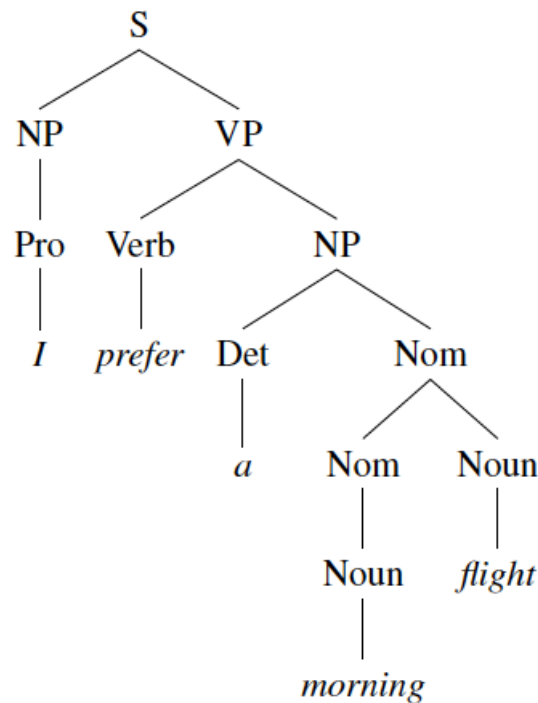 S
NP VP
Pro Verb NP
I prefer Det Nom
a Nom Noun
Noun flight
morning